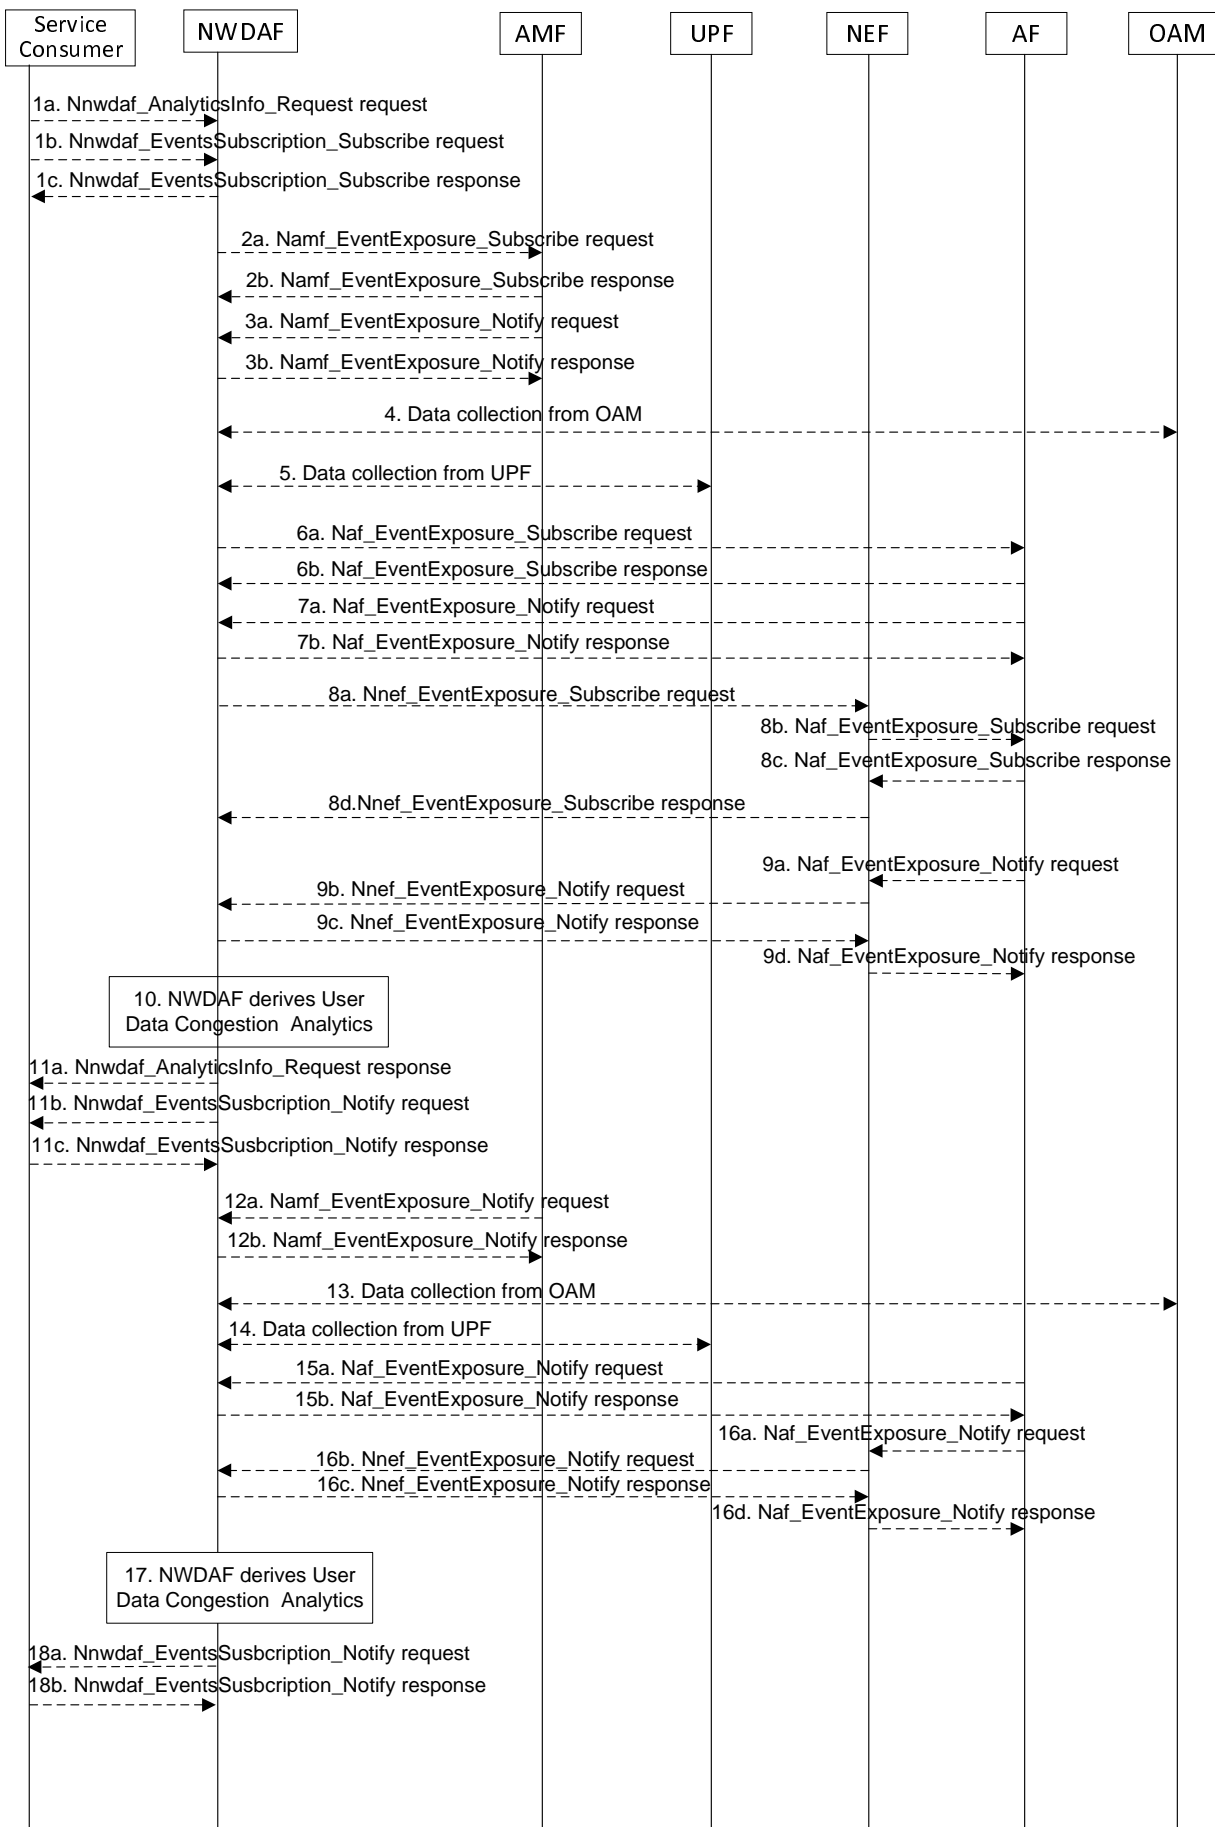 Service
Consumer
NWDAF
AMF
UPF
NEF
AF
OAM
1a. Nnwdaf_AnalyticsInfo_Request request
1b. Nnwdaf_EventsSubscription_Subscribe request
1c. Nnwdaf_EventsSubscription_Subscribe response
2a. Namf_EventExposure_Subscribe request
2b. Namf_EventExposure_Subscribe response
3a. Namf_EventExposure_Notify request
3b. Namf_EventExposure_Notify response
4. Data collection from OAM
5. Data collection from UPF
6a. Naf_EventExposure_Subscribe request
6b. Naf_EventExposure_Subscribe response
7a. Naf_EventExposure_Notify request
7b. Naf_EventExposure_Notify response
8a. Nnef_EventExposure_Subscribe request
8b. Naf_EventExposure_Subscribe request
8c. Naf_EventExposure_Subscribe response
8d.Nnef_EventExposure_Subscribe response
9a. Naf_EventExposure_Notify request
9b. Nnef_EventExposure_Notify request
9c. Nnef_EventExposure_Notify response
9d. Naf_EventExposure_Notify response
10. NWDAF derives User
Data Congestion  Analytics
11a. Nnwdaf_AnalyticsInfo_Request response
11b. Nnwdaf_EventsSusbcription_Notify request
11c. Nnwdaf_EventsSusbcription_Notify response
12a. Namf_EventExposure_Notify request
12b. Namf_EventExposure_Notify response
13. Data collection from OAM
14. Data collection from UPF
15a. Naf_EventExposure_Notify request
15b. Naf_EventExposure_Notify response
16a. Naf_EventExposure_Notify request
16b. Nnef_EventExposure_Notify request
16c. Nnef_EventExposure_Notify response
16d. Naf_EventExposure_Notify response
17. NWDAF derives User
Data Congestion  Analytics
18a. Nnwdaf_EventsSusbcription_Notify request
18b. Nnwdaf_EventsSusbcription_Notify response